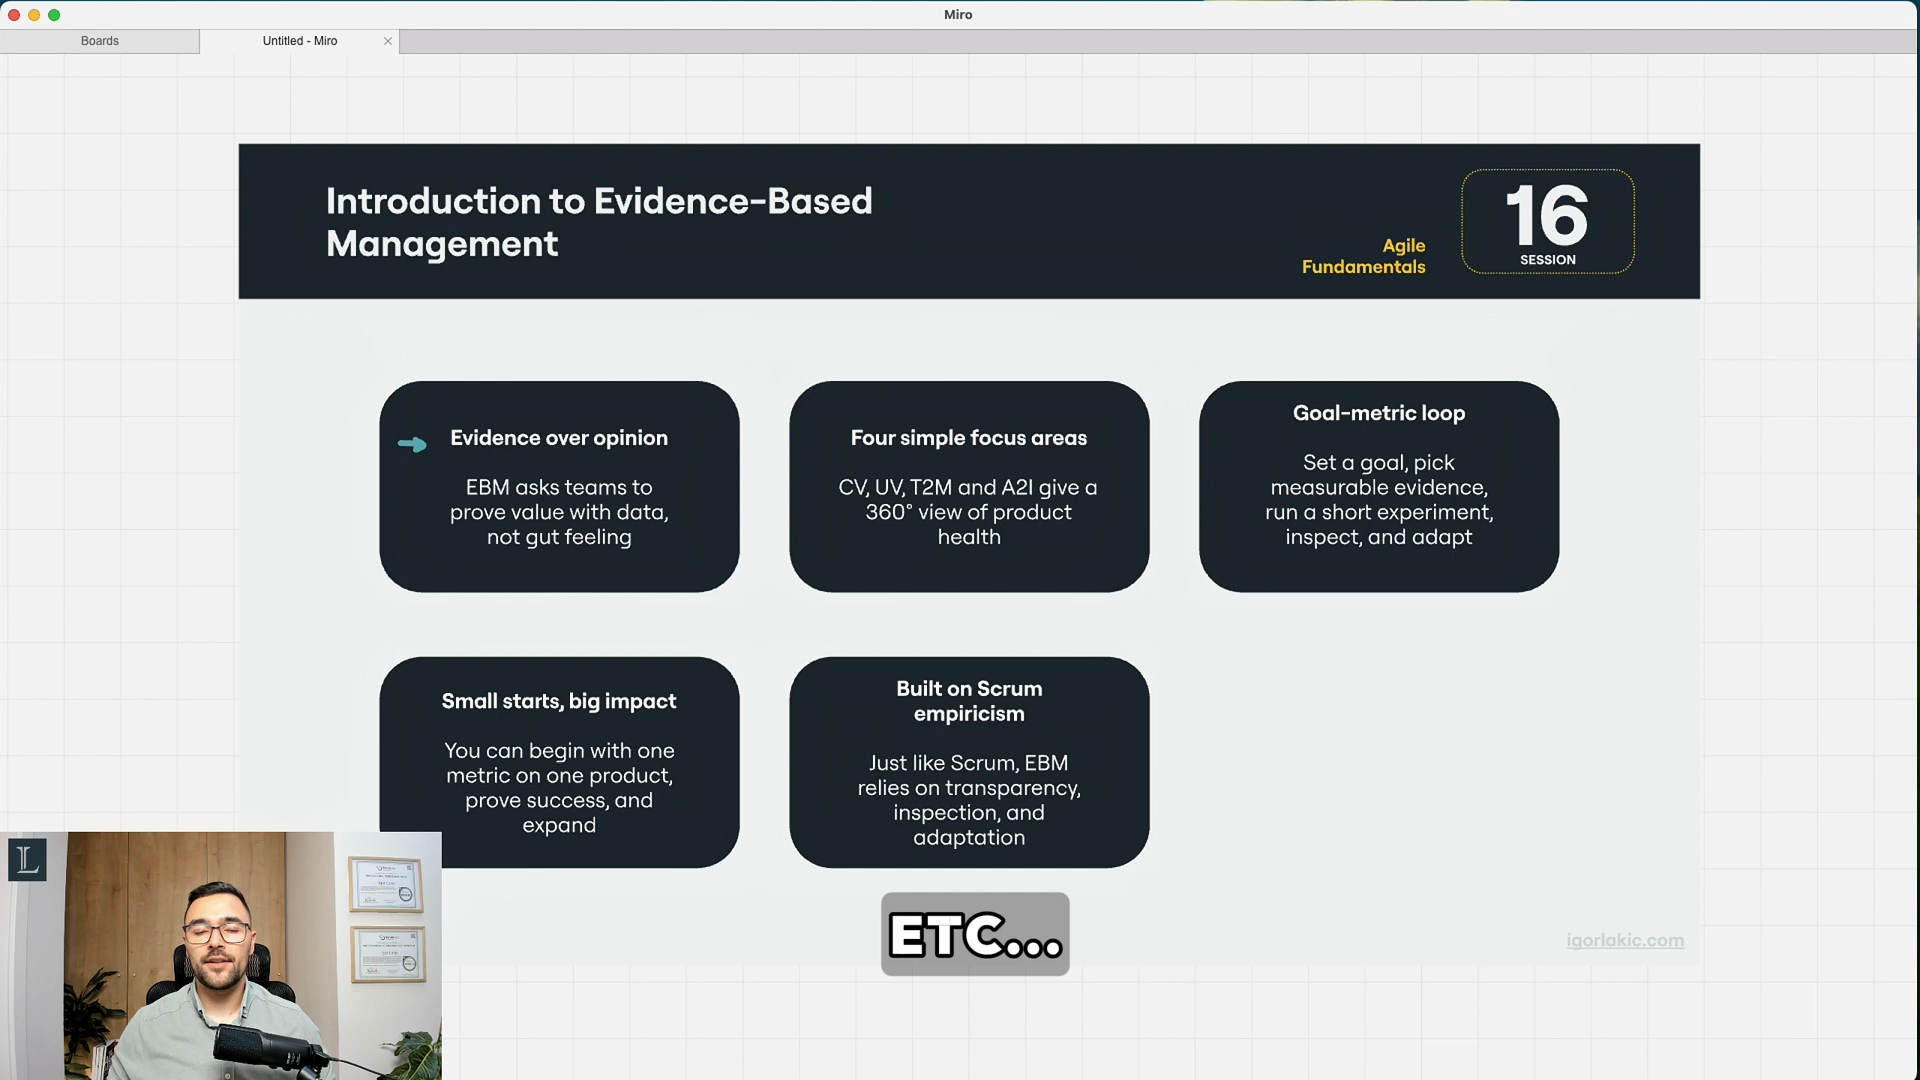 Miro
Boards
Untitled - Miro
Introduction to Evidence-Based
Management
Agile
Fundamentals
16
SESSION
Evidence over opinion
EBM asks teams to
prove value with data,
not gut feeling
Four simple focus areas
CV, UV, T2M and A2I give a
360° view of product
health
Goal-metric loop
Set a goal, pick
measurable evidence,
run a short experiment,
inspect, and adapt
Small starts, big impact
You can begin with one
metric on one product,
prove success, and
expand
Built on Scrum
empiricism
Just like Scrum, EBM
relies on transparency,
inspection, and
adaptation
L
ETC...
igorlakic.com